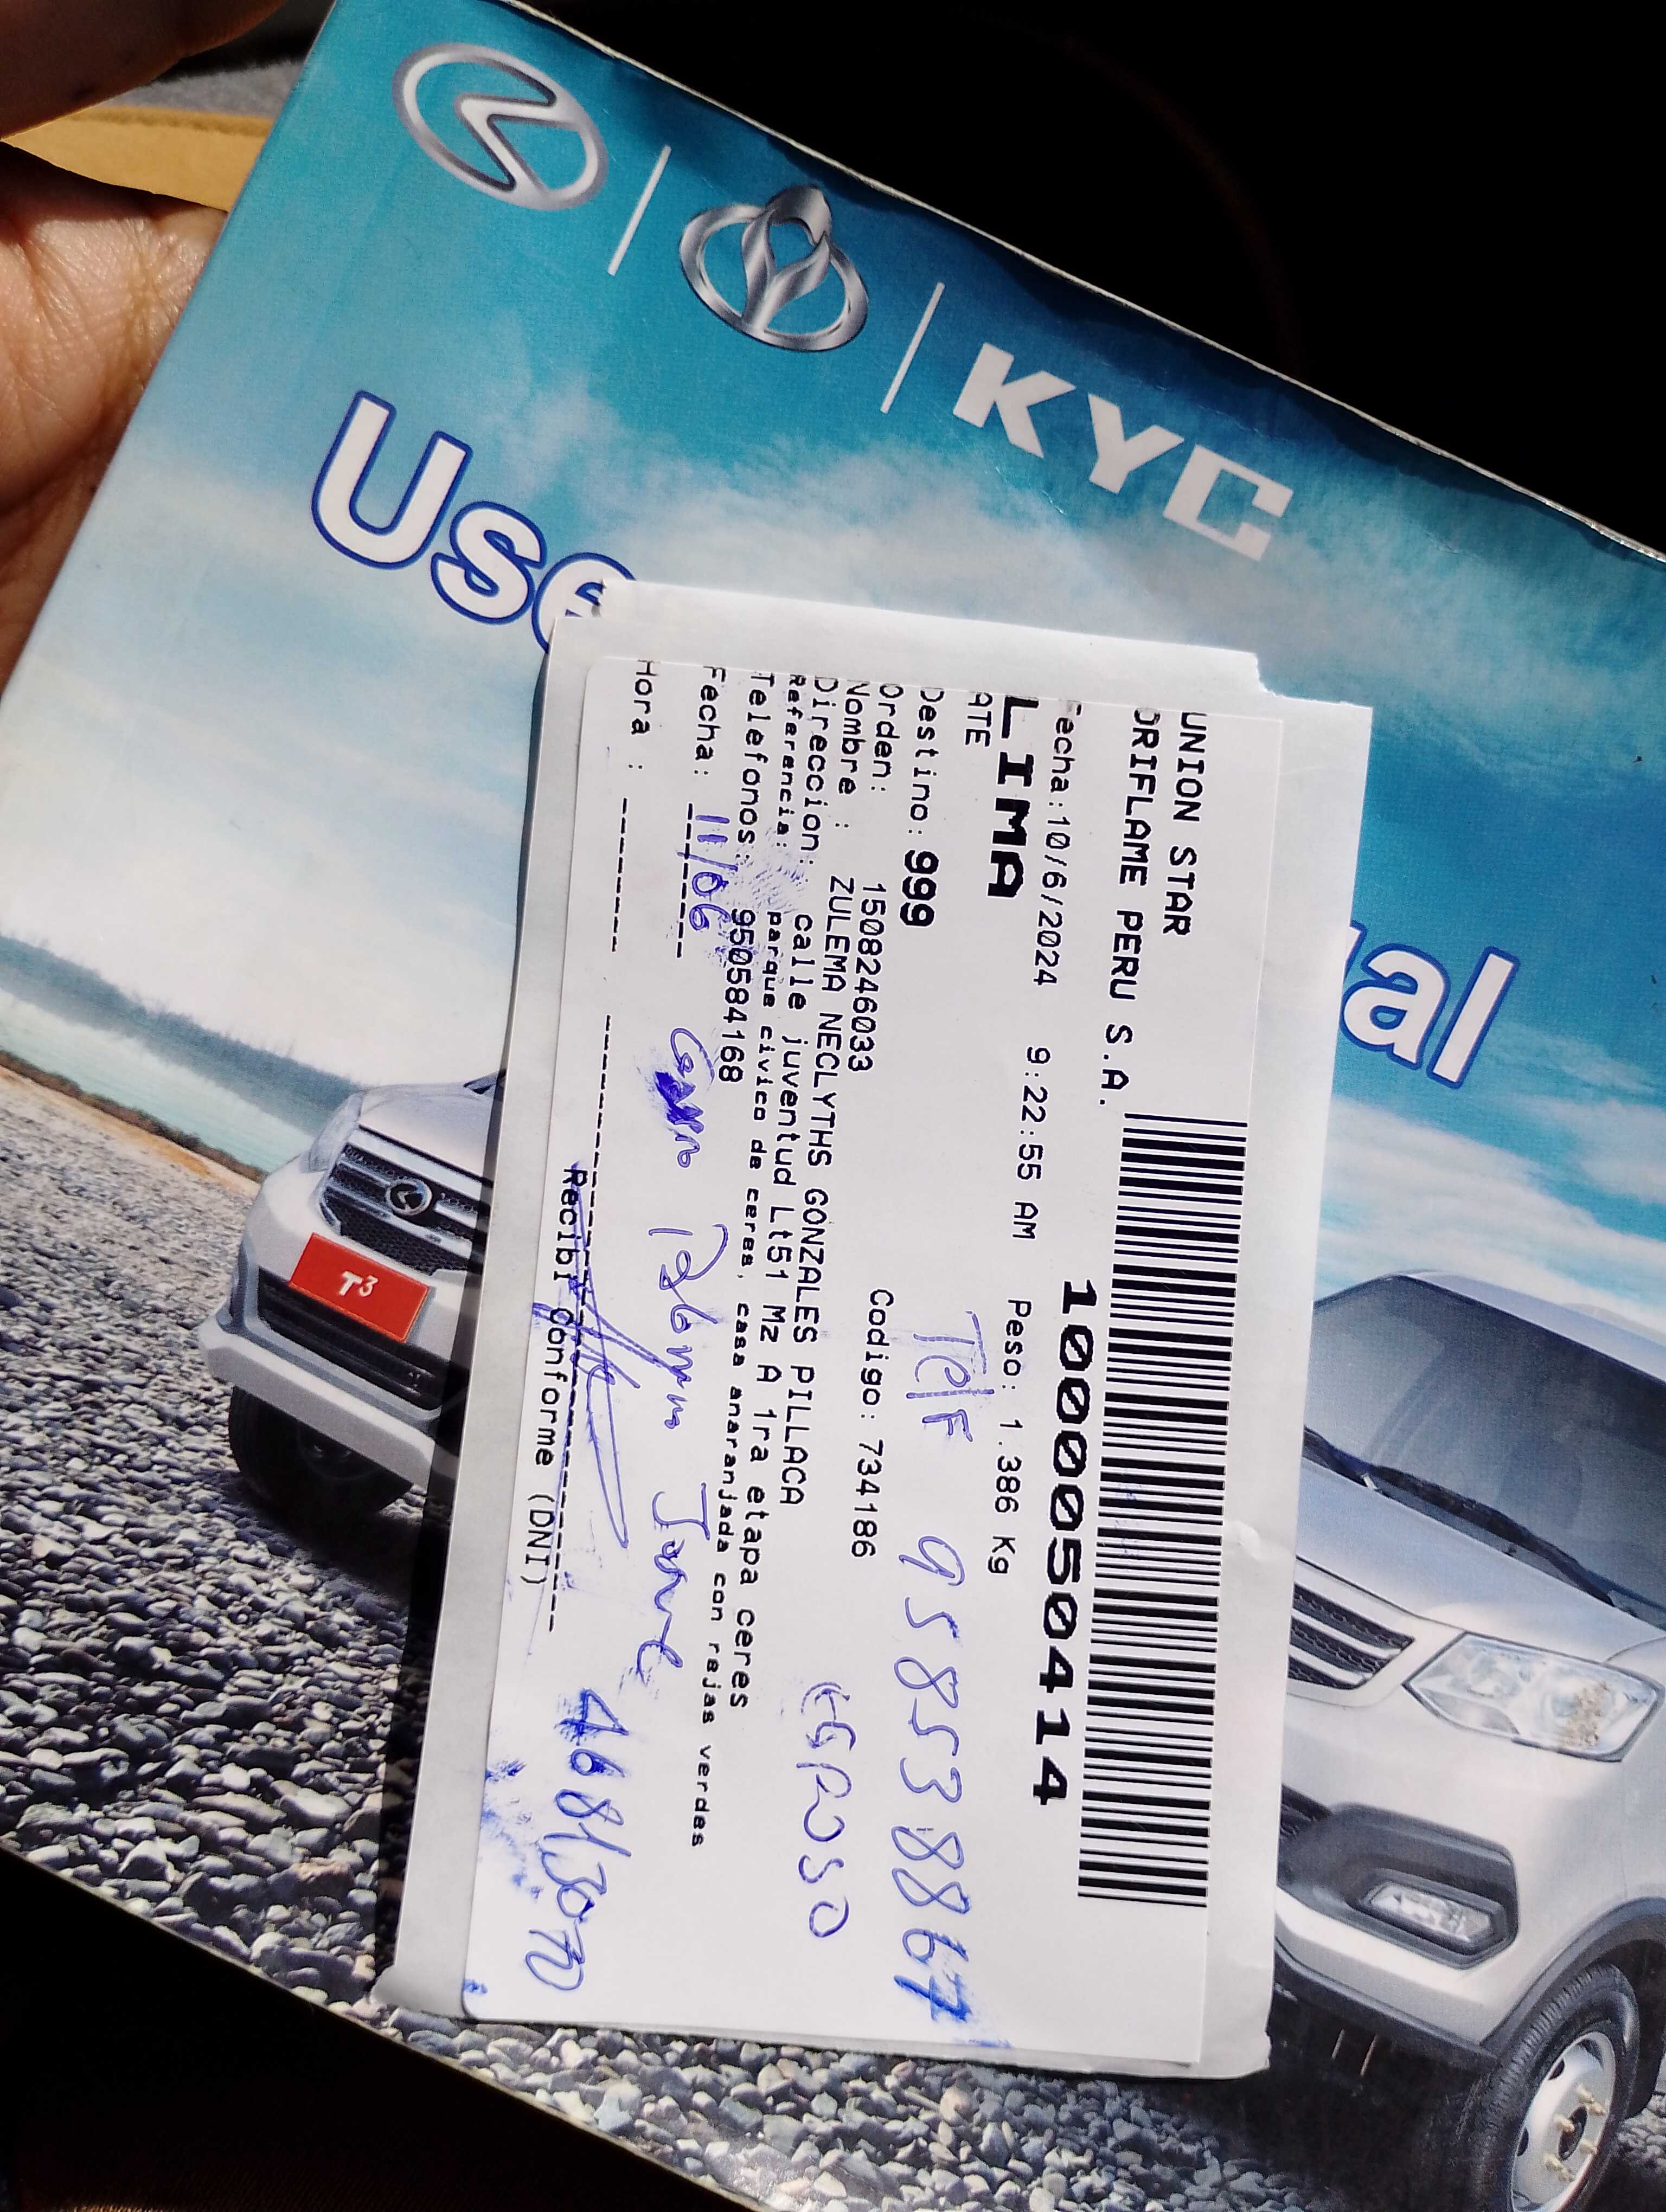 KYC
Use
al
UNION STAR
ORIFLAME PERU S.A.
1000050414
Fecha:10/6/2024 9:22:55 AM Peso: 1.386 Kg
LIMA
ATE
Telf 958538867
Destino: 999
Orden: 1508246033 Codigo: 734186
Nombre : ZULEMA NECLYTHS GONZALES PILLACA
Direccion: calle juventud Lt51 Mz A 1ra etapa ceres
Referencia: parque civico de ceres, casa anaranjada con rejas verdes
Telefonos: 950584168
esposo
Fecha: 11/06
Hora :
Recibi Conforme (DNI)
T3